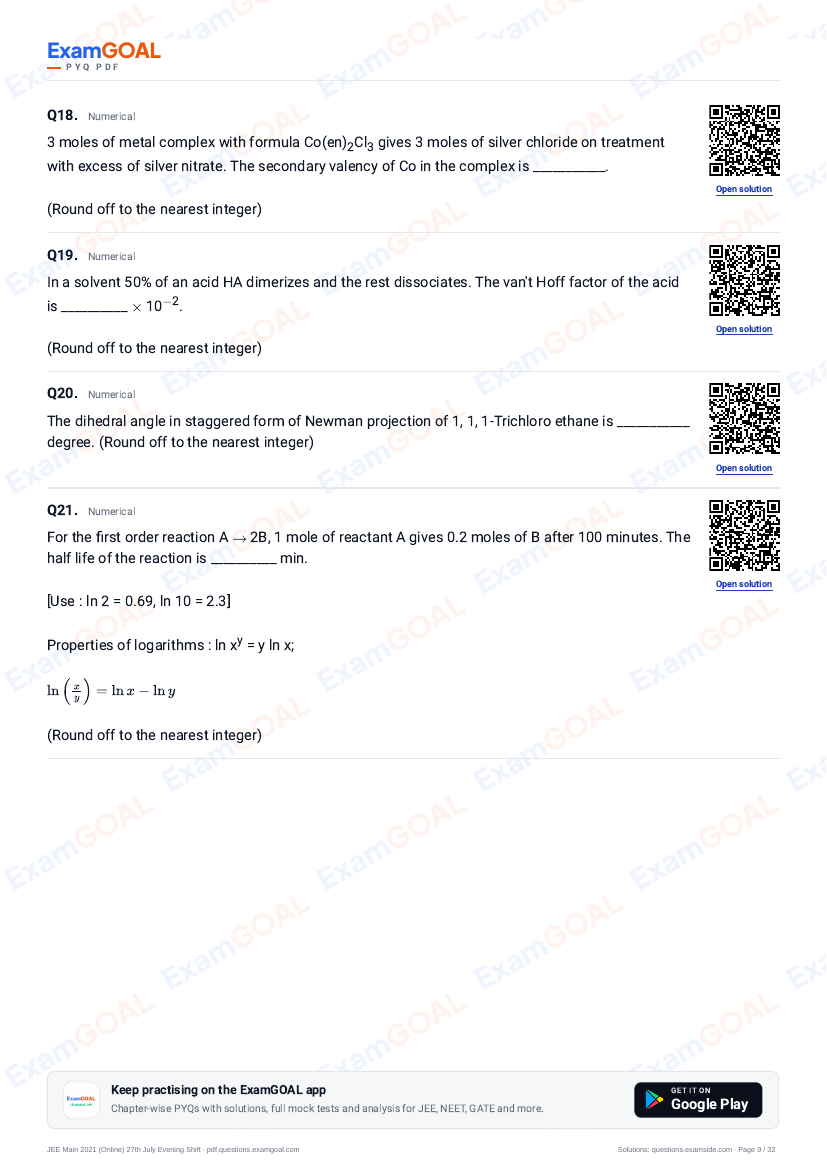 ExamGOAL
PYQ PDF
Q18. Numerical
3 moles of metal complex with formula Co(en)₂Cl₃ gives 3 moles of silver chloride on treatment
with excess of silver nitrate. The secondary valency of Co in the complex is __________.
(Round off to the nearest integer)
Open solution
Q19. Numerical
In a solvent 50% of an acid HA dimerizes and the rest dissociates. The van't Hoff factor of the acid
is _________ × 10⁻².
(Round off to the nearest integer)
Open solution
Q20. Numerical
The dihedral angle in staggered form of Newman projection of 1, 1, 1-Trichloro ethane is __________
degree. (Round off to the nearest integer)
Open solution
Q21. Numerical
For the first order reaction A → 2B, 1 mole of reactant A gives 0.2 moles of B after 100 minutes. The
half life of the reaction is _________ min.
Open solution
[Use : ln 2 = 0.69, ln 10 = 2.3]
Properties of logarithms : ln xʸ = y ln x;
ln (x/y) = ln x − ln y
(Round off to the nearest integer)
ExamGOAL
Keep practising on the ExamGOAL app
Chapter-wise PYQs with solutions, full mock tests and analysis for JEE, NEET, GATE and more.
GET IT ON
Google Play
JEE Main 2021 (Online) 27th July Evening Shift · pdf.questions.examgoal.com
Solutions: questions.examside.com · Page 9 / 32